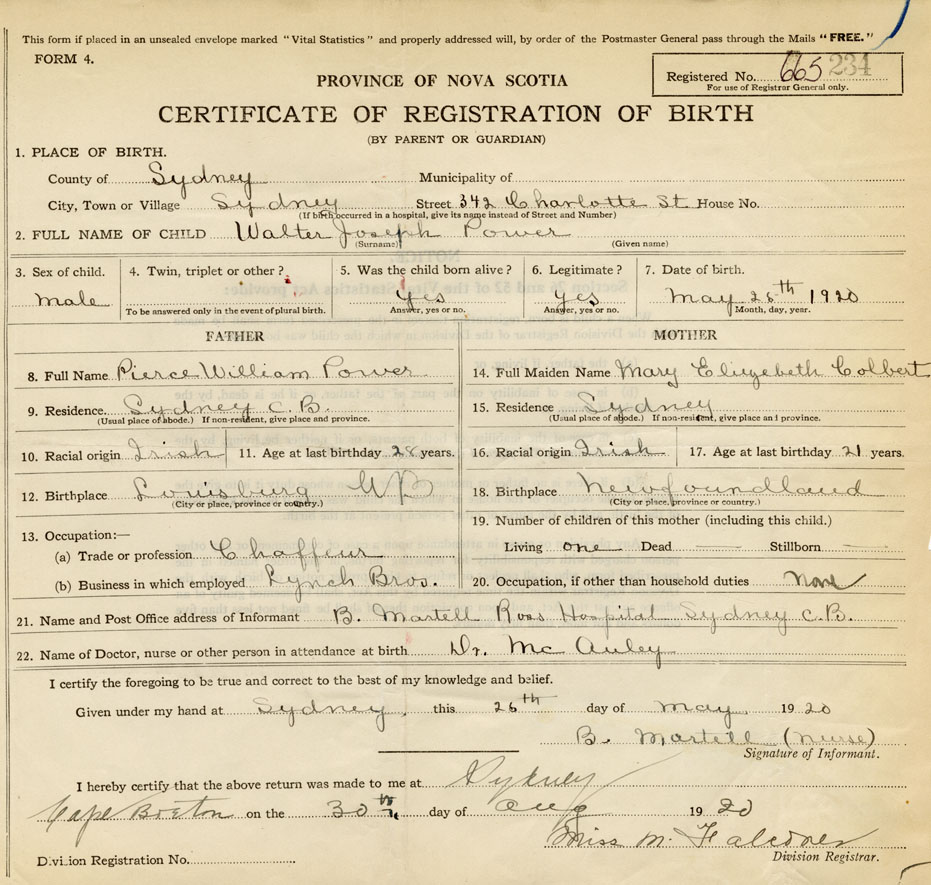 This form if placed in an unsealed envelope marked "Vital Statistics" and properly addressed will, by order of the Postmaster General pass through the Mails "FREE."
FORM 4.
PROVINCE OF NOVA SCOTIA
Registered No. 665 234
For use of Registrar General only.
CERTIFICATE OF REGISTRATION OF BIRTH
(BY PARENT OR GUARDIAN)
1. PLACE OF BIRTH.
County of Sydney Municipality of
City, Town or Village Sydney Street 342 Charlotte St House No.
(If birth occurred in a hospital, give its name instead of Street and Number)
2. FULL NAME OF CHILD Walter Joseph Power
(Surname) (Given name)
3. Sex of child. 4. Twin, triplet or other? 5. Was the child born alive? 6. Legitimate? 7. Date of birth.
male yes yes May 26th 1920
To be answered only in the event of plural birth. Answer, yes or no. Answer, yes or no. Month, day, year.
FATHER MOTHER
8. Full Name Pierce William Power 14. Full Maiden Name Mary Elizebeth Colbert
9. Residence Sydney C.B. 15. Residence Sydney
(Usual place of abode.) If non-resident, give place and province. (Usual place of abode.) If non-resident, give place and province.
10. Racial origin Irish 11. Age at last birthday 28 years. 16. Racial origin Irish 17. Age at last birthday 21 years.
12. Birthplace Louisburg 18. Birthplace Newfoundland
(City or place, province or country.) (City or place, province or country.)
13. Occupation:— 19. Number of children of this mother (including this child.)
(a) Trade or profession Chaffeur Living one Dead Stillborn
(b) Business in which employed Lynch Bros. 20. Occupation, if other than household duties None
21. Name and Post Office address of Informant B. Martell Ross Hospital Sydney C.B.
22. Name of Doctor, nurse or other person in attendance at birth Dr. Mc Auley
I certify the foregoing to be true and correct to the best of my knowledge and belief.
Given under my hand at Sydney, this 26th day of May 1920
B. Martell (nurse)
Signature of Informant.
I hereby certify that the above return was made to me at Sydney
Cape Breton on the 30th day of Aug 1920
Miss M. Falconer
Division Registrar.
Division Registration No.